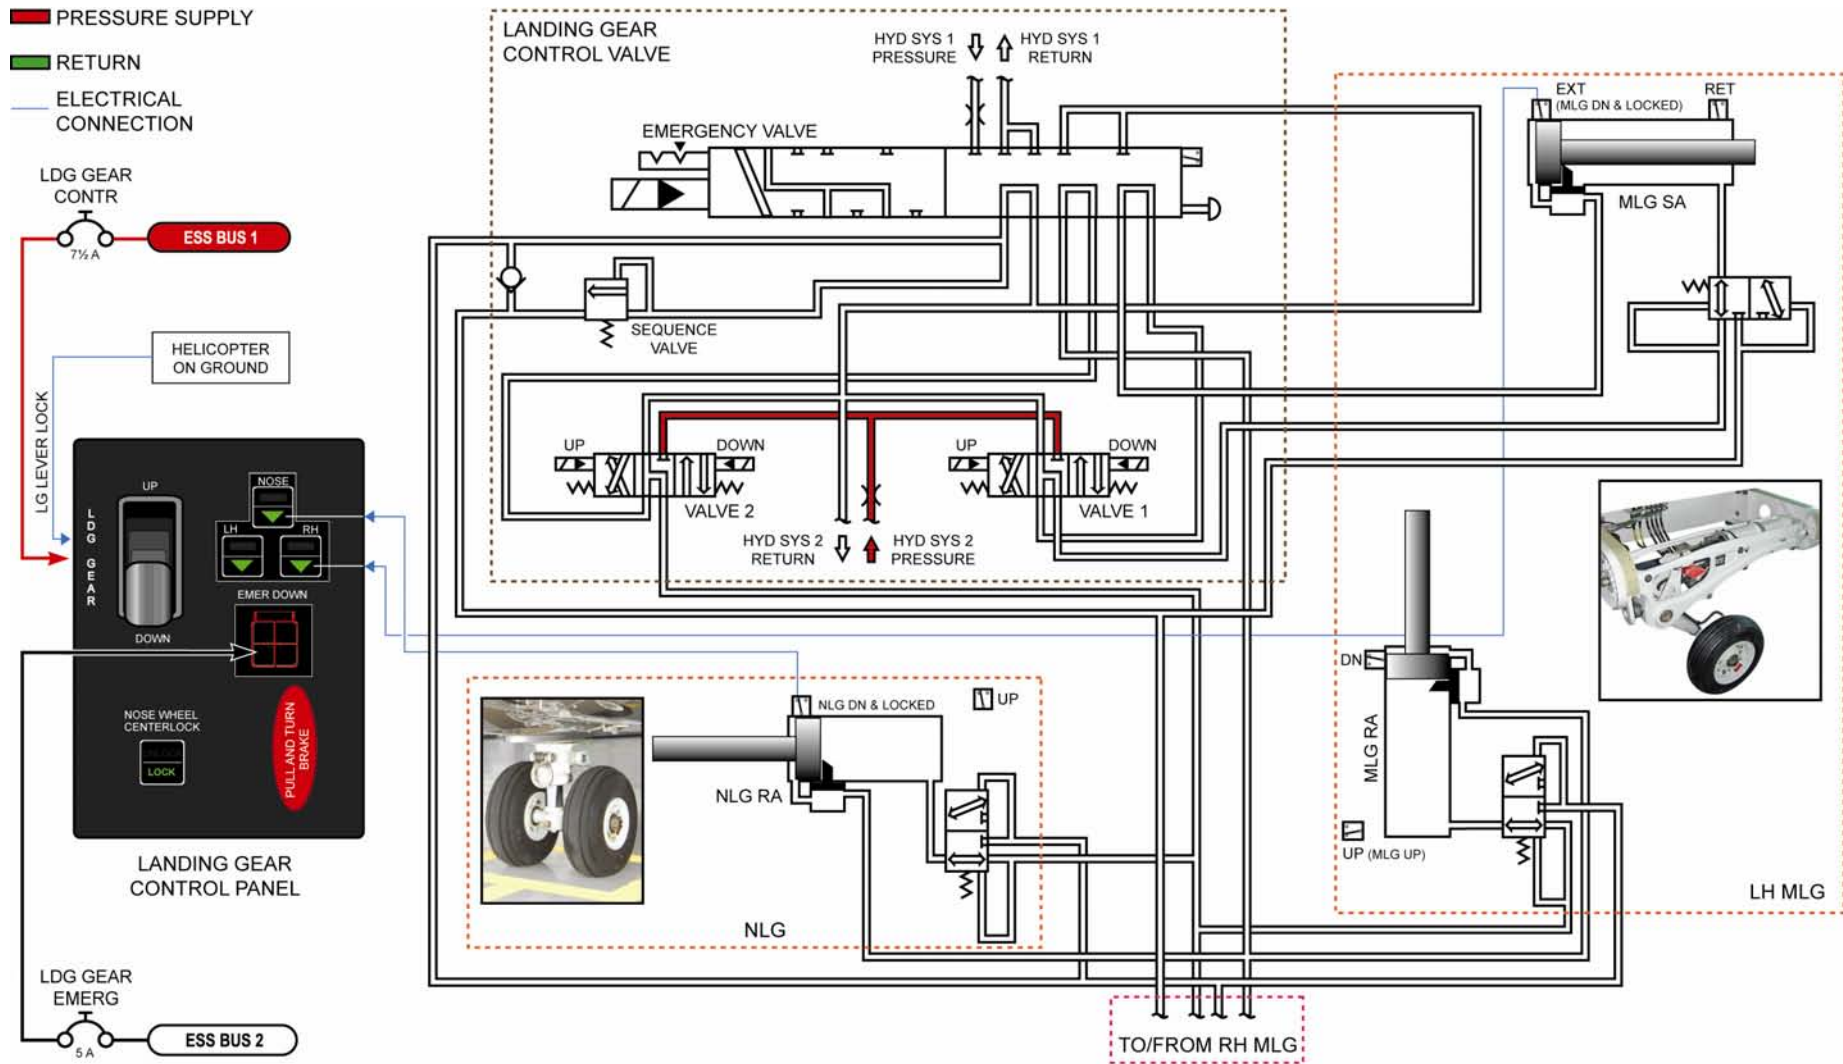 PRESSURE SUPPLY
RETURN
ELECTRICAL
CONNECTION
LDG GEAR
CONTR
7½ A
ESS BUS 1
HELICOPTER
ON GROUND
LG LEVER LOCK
LDG GEAR
UP
DOWN
NOSE
LH
RH
EMER DOWN
NOSE WHEEL
CENTERLOCK
UNLOCK
LOCK
PULL AND TURN
BRAKE
LANDING GEAR
CONTROL PANEL
LDG GEAR
EMERG
5 A
ESS BUS 2
LANDING GEAR
CONTROL VALVE
HYD SYS 1
PRESSURE
HYD SYS 1
RETURN
EMERGENCY VALVE
SEQUENCE
VALVE
UP
DOWN
VALVE 2
UP
DOWN
VALVE 1
HYD SYS 2
RETURN
HYD SYS 2
PRESSURE
NLG DN & LOCKED
UP
NLG RA
NLG
EXT
(MLG DN & LOCKED)
RET
MLG SA
DN
MLG RA
UP (MLG UP)
LH MLG
TO/FROM RH MLG